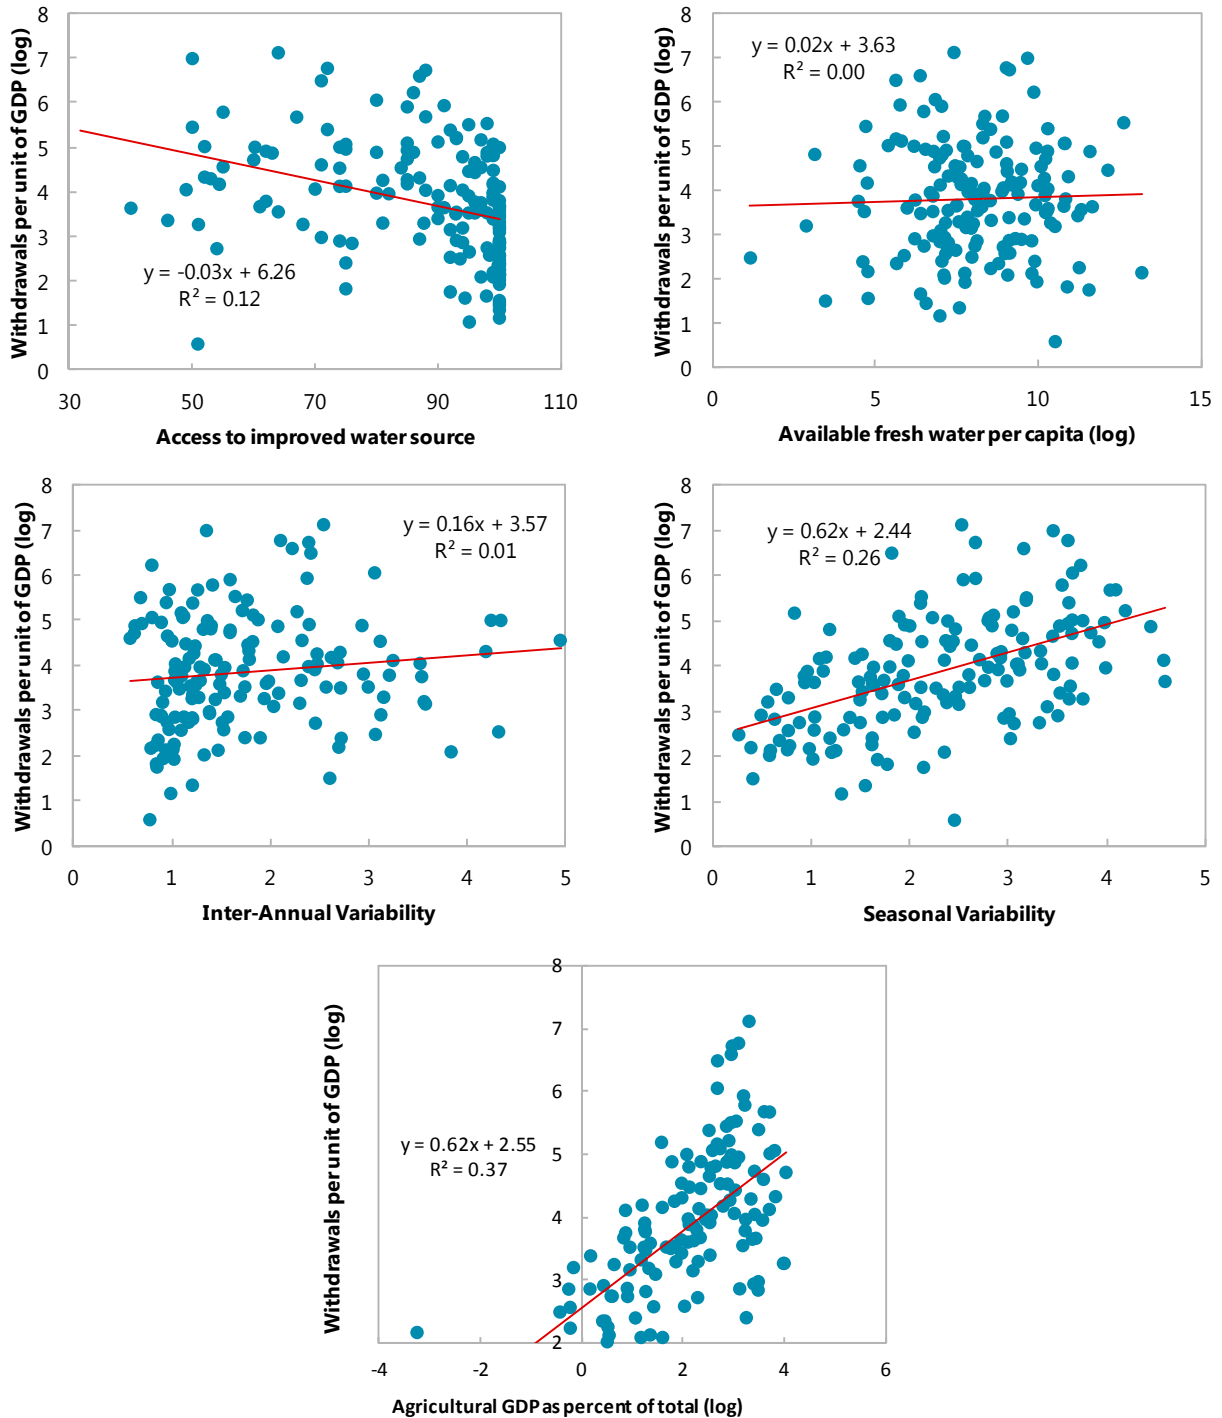 Withdrawals per unit of GDP (log)
8
7
6
5
4
3
2
1
0
y = -0.03x + 6.26
R² = 0.12
30 50 70 90 110
Access to improved water source
Withdrawals per unit of GDP (log)
8
7
6
5
4
3
2
1
0
y = 0.02x + 3.63
R² = 0.00
0 5 10 15
Available fresh water per capita (log)
Withdrawals per unit of GDP (log)
8
7
6
5
4
3
2
1
0
y = 0.16x + 3.57
R² = 0.01
0 1 2 3 4 5
Inter-Annual Variability
Withdrawals per unit of GDP (log)
8
7
6
5
4
3
2
1
0
y = 0.62x + 2.44
R² = 0.26
0 1 2 3 4 5
Seasonal Variability
Withdrawals per unit of GDP (log)
8
7
6
5
4
3
2
y = 0.62x + 2.55
R² = 0.37
-4 -2 0 2 4 6
Agricultural GDP as percent of total (log)